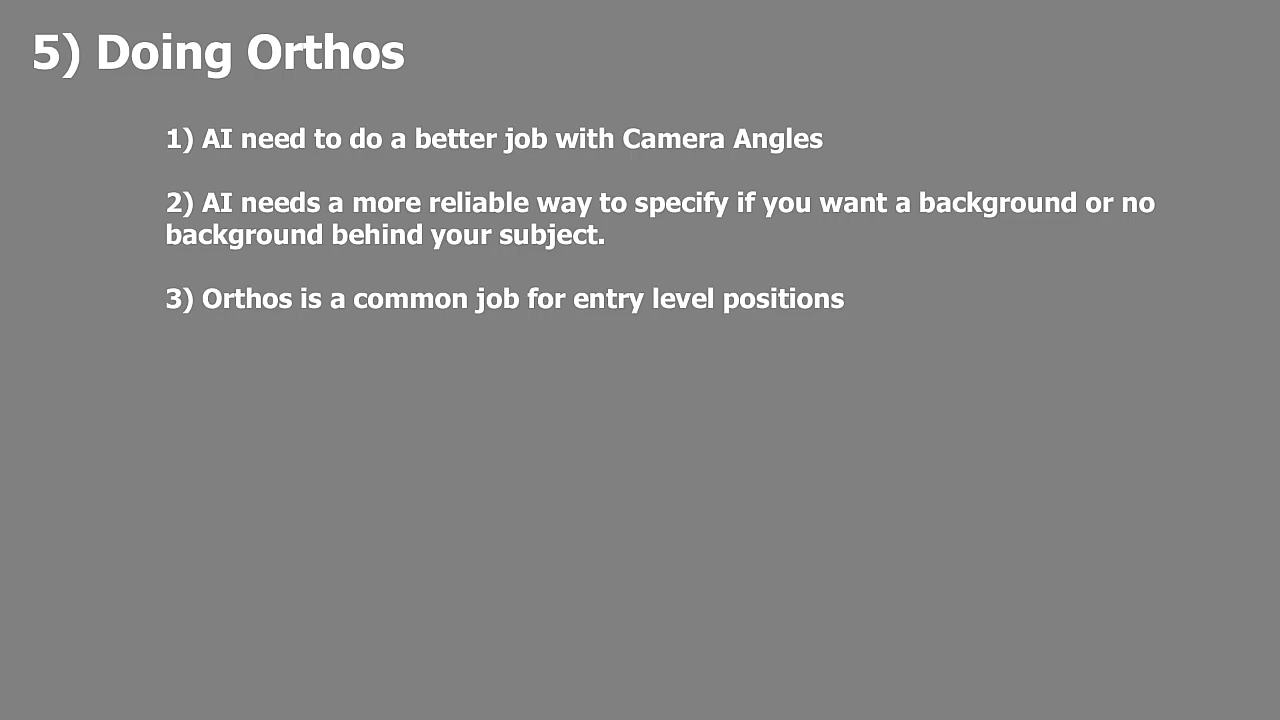 5) Doing Orthos
1) AI need to do a better job with Camera Angles
2) AI needs a more reliable way to specify if you want a background or no
background behind your subject.
3) Orthos is a common job for entry level positions